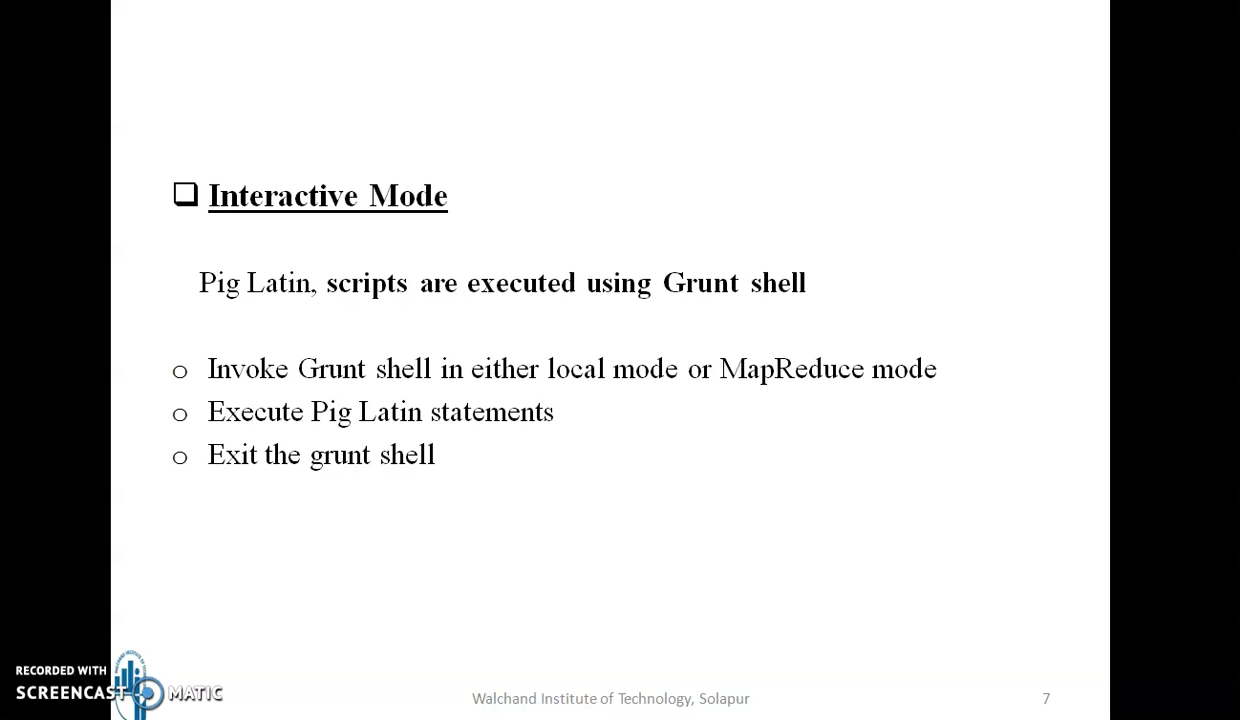 Interactive Mode
Pig Latin, scripts are executed using Grunt shell
o Invoke Grunt shell in either local mode or MapReduce mode
o Execute Pig Latin statements
o Exit the grunt shell
RECORDED WITH
SCREENCAST MATIC
Walchand Institute of Technology, Solapur
7